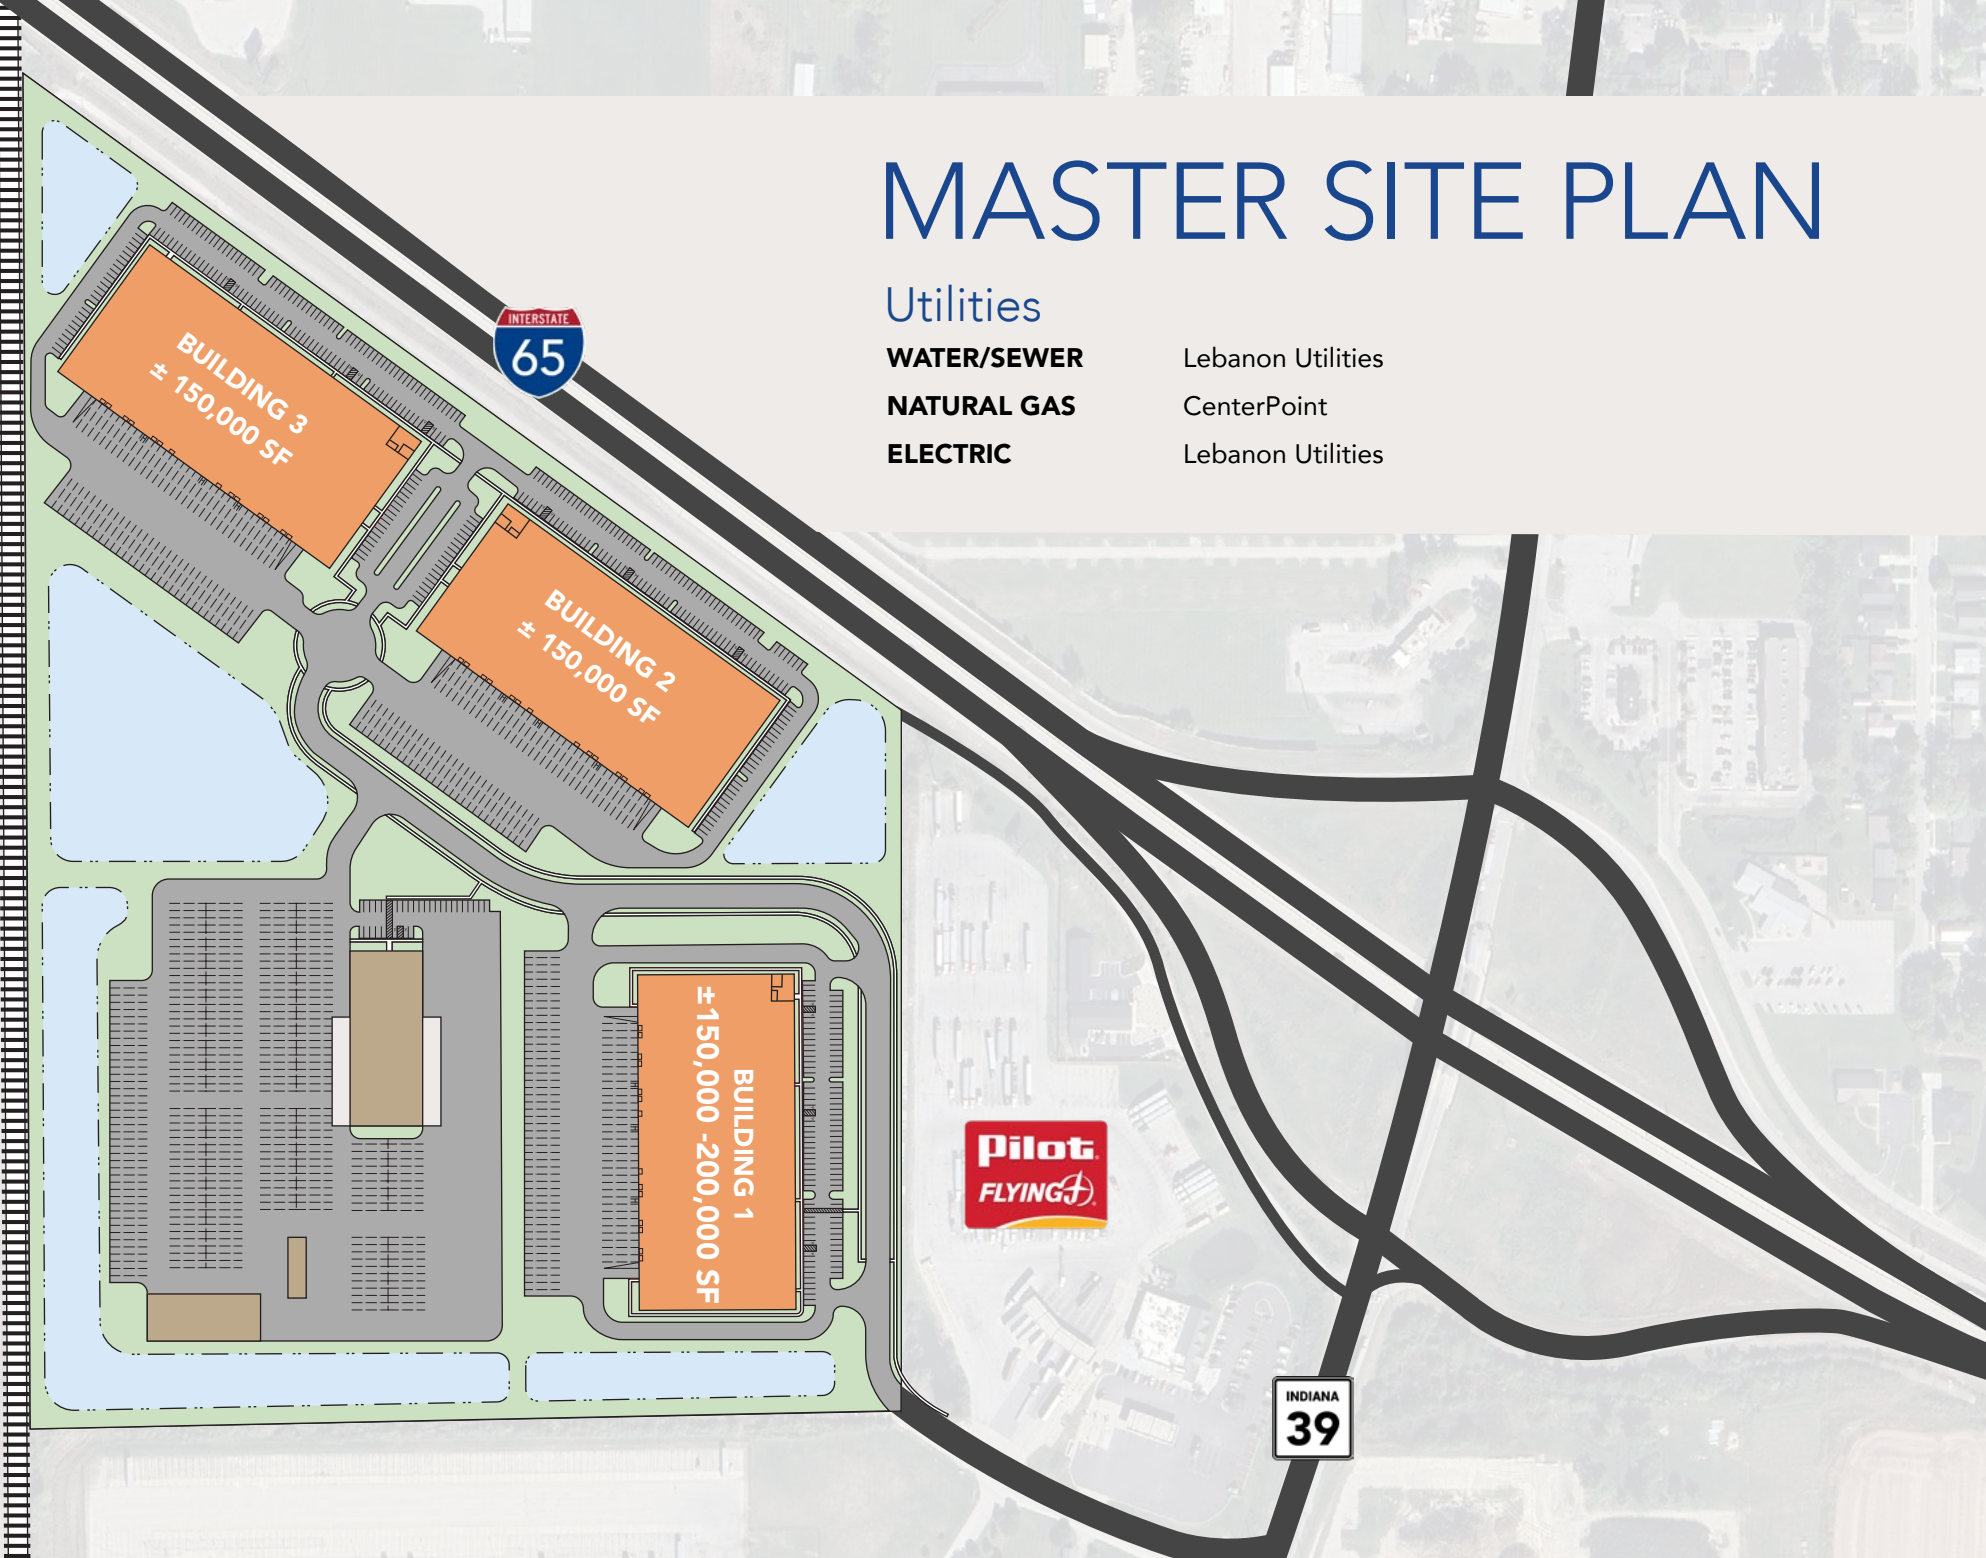 MASTER SITE PLAN
Utilities
WATER/SEWER Lebanon Utilities
NATURAL GAS CenterPoint
ELECTRIC Lebanon Utilities
INTERSTATE
65
BUILDING 3
± 150,000 SF
BUILDING 2
± 150,000 SF
BUILDING 1
±150,000 -200,000 SF
Pilot
FLYING J
INDIANA
39